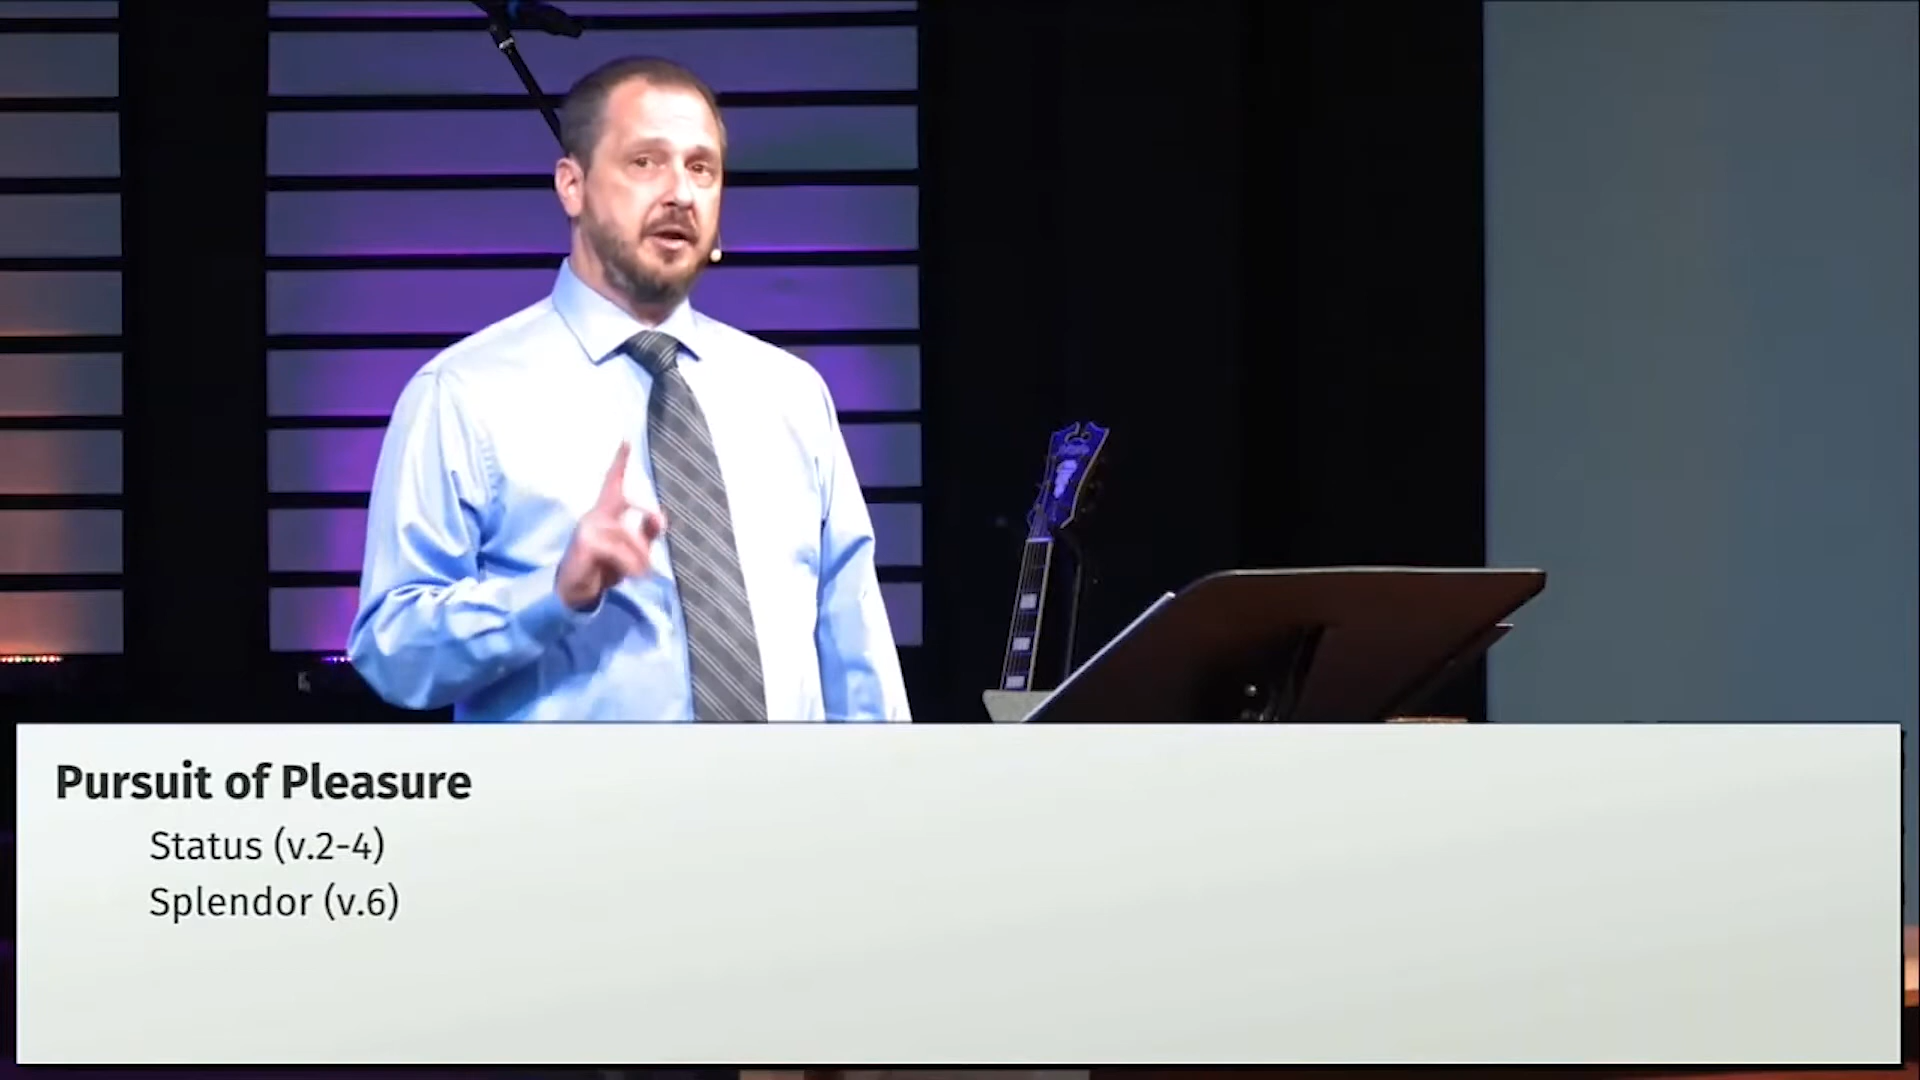 Pursuit of Pleasure
Status (v.2-4)
Splendor (v.6)